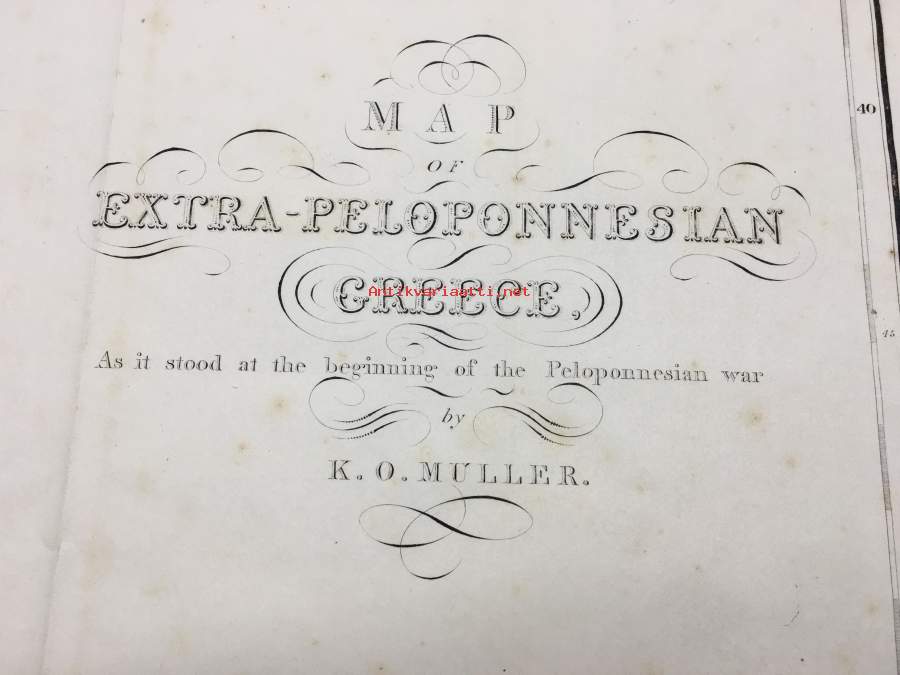 MAP
OF
EXTRA-PELOPONNESIAN
GREECE,
Antikvariaatti.net
As it stood at the beginning of the Peloponnesian war
by
K. O. MULLER.
40
45